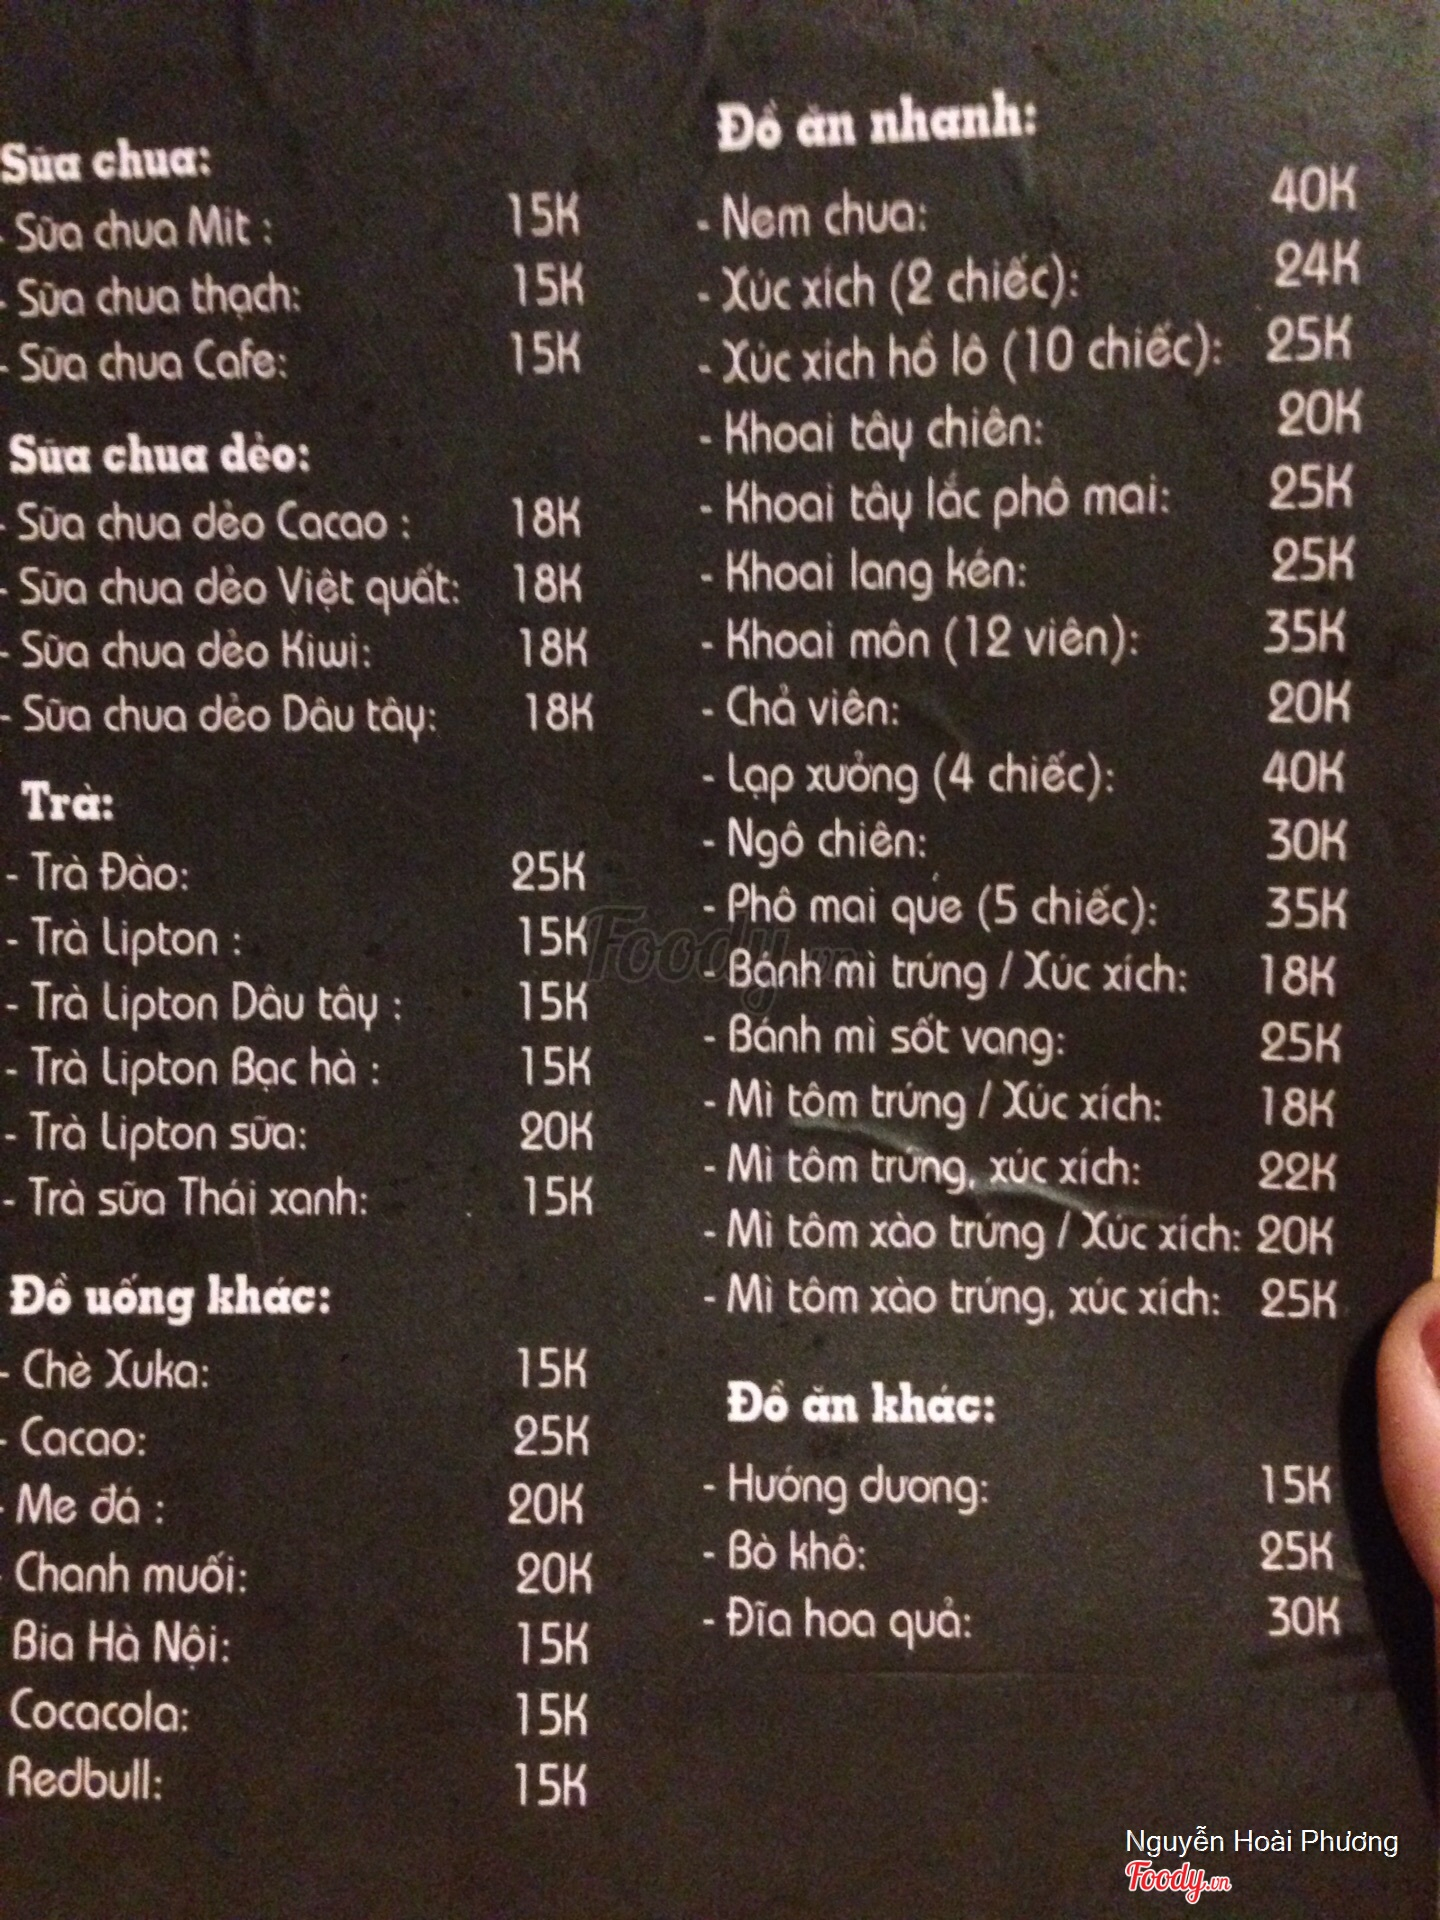 Sữa chua:
- Sữa chua Mit : 15K
- Sữa chua thạch: 15K
- Sữa chua Cafe: 15K
Sữa chua dẻo:
- Sữa chua dẻo Cacao : 18K
- Sữa chua dẻo Việt quất: 18K
- Sữa chua dẻo Kiwi: 18K
- Sữa chua dẻo Dâu tây: 18K
Trà:
- Trà Đào: 25K
- Trà Lipton : 15K
- Trà Lipton Dâu tây : 15K
- Trà Lipton Bạc hà : 15K
- Trà Lipton sữa: 20K
- Trà sữa Thái xanh: 15K
Đồ uống khác:
- Chè Xuka: 15K
- Cacao: 25K
- Me đá : 20K
- Chanh muối: 20K
Bia Hà Nội: 15K
Cocacola: 15K
Redbull: 15K
Đồ ăn nhanh:
- Nem chua: 40K
- Xúc xích (2 chiếc): 24K
- Xúc xích hồ lô (10 chiếc): 25K
- Khoai tây chiên: 20K
- Khoai tây lắc phô mai: 25K
- Khoai lang kén: 25K
- Khoai môn (12 viên): 35K
- Chả viên: 20K
- Lạp xưởng (4 chiếc): 40K
- Ngô chiên: 30K
- Phô mai que (5 chiếc): 35K
- Bánh mì trứng / Xúc xích: 18K
- Bánh mì sốt vang: 25K
- Mì tôm trứng / Xúc xích: 18K
- Mì tôm trứng, xúc xích: 22K
- Mì tôm xào trứng / Xúc xích: 20K
- Mì tôm xào trứng, xúc xích: 25K
Đồ ăn khác:
- Hướng dương: 15K
- Bò khô: 25K
- Đĩa hoa quả: 30K
Foody.vn
Nguyễn Hoài Phương
Foody.vn